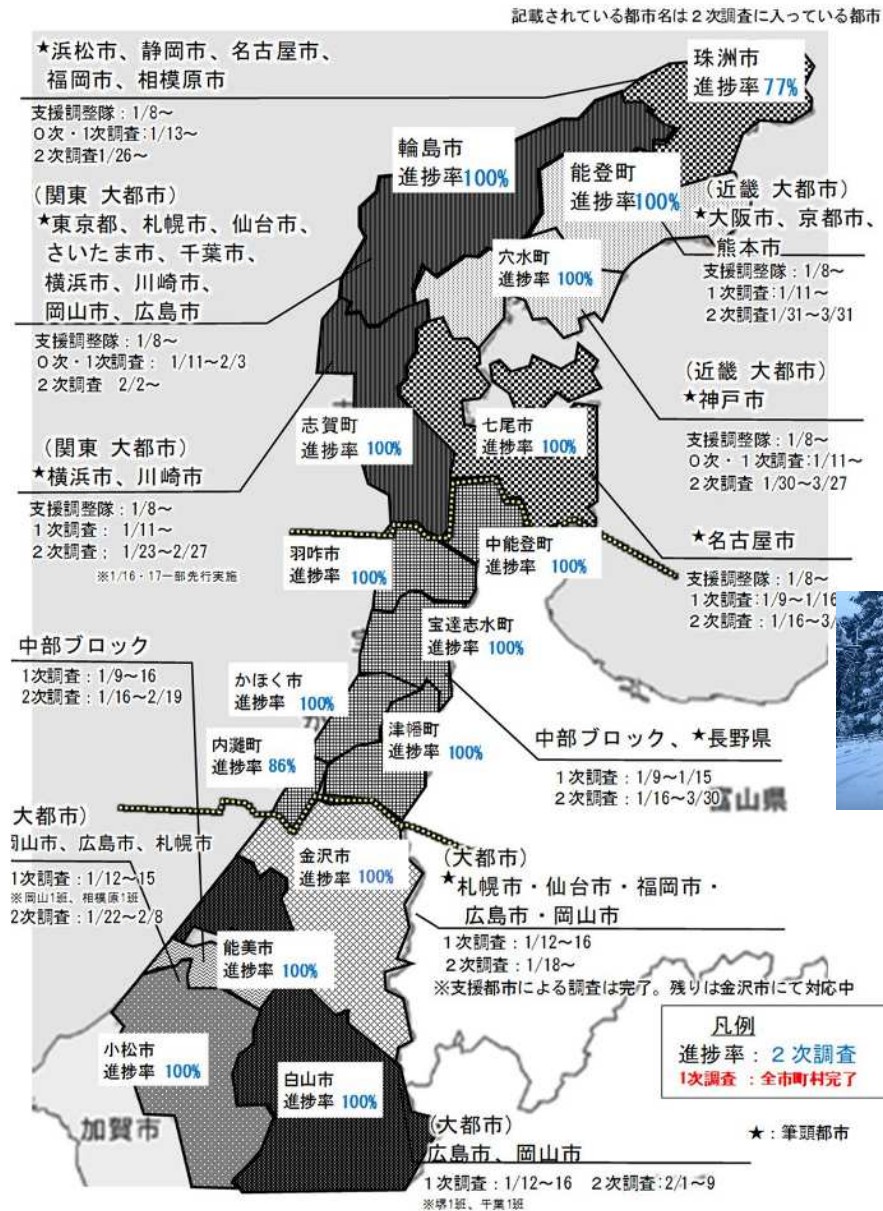 記載されている都市名は２次調査に入っている都市
★浜松市、静岡市、名古屋市、
福岡市、相模原市
支援調整隊：1/8～
０次・1次調査：1/13～
２次調査1/26～
珠洲市
進捗率 77%
輪島市
進捗率100%
能登町
進捗率100%
（関東 大都市）
★東京都、札幌市、仙台市、
さいたま市、千葉市、
横浜市、川崎市、
岡山市、広島市
支援調整隊：1/8～
０次・１次調査： 1/11～2/3
２次調査 2/2～
（近畿 大都市）
★大阪市、京都市、
熊本市
支援調整隊：1/8～
１次調査：1/11～
２次調査1/31～3/31
穴水町
進捗率 100%
（近畿 大都市）
★神戸市
支援調整隊：1/8～
０次・１次調査：1/11～
２次調査 1/30～3/27
志賀町
進捗率 100%
七尾市
進捗率 100%
（関東 大都市）
★横浜市、川崎市
支援調整隊：1/8～
１次調査： 1/11～
２次調査： 1/23～2/27
※1/16・17一部先行実施
★名古屋市
支援調整隊：1/8～
1次調査：1/9～1/16
２次調査：1/16～3/
羽咋市
進捗率 100%
中能登町
進捗率 100%
宝達志水町
進捗率 100%
中部ブロック
1次調査：1/9～16
2次調査：1/16～2/19
かほく市
進捗率 100%
津幡町
進捗率 100%
内灘町
進捗率 86%
中部ブロック、★長野県
１次調査：1/9～1/15
２次調査：1/16～3/30
富山県
大都市）
岡山市、広島市、札幌市
1次調査：1/12～15
※岡山1班、相模原1班
2次調査：1/22～2/8
金沢市
進捗率 100%
（大都市）
★札幌市・仙台市・福岡市・
広島市・岡山市
１次調査：1/12～16
２次調査：1/18～
※支援都市による調査は完了。残りは金沢市にて対応中
能美市
進捗率 100%
小松市
進捗率 100%
白山市
進捗率 100%
加賀市
凡例
進捗率：２次調査
1次調査：全市町村完了
★：筆頭都市
（大都市）
広島市、岡山市
１次調査：1/12～16 ２次調査：2/1～9
※堺1班、千葉1班